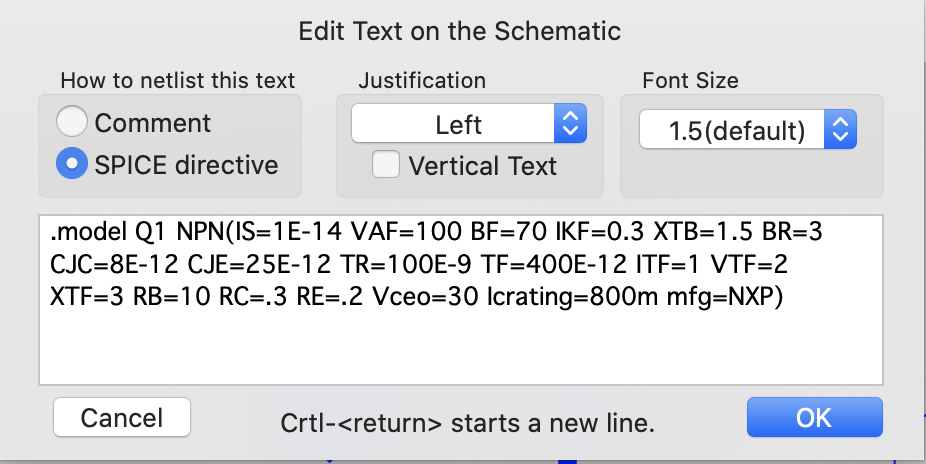 Edit Text on the Schematic
How to netlist this text
Comment
SPICE directive
Justification
Left
Vertical Text
Font Size
1.5(default)
.model Q1 NPN(IS=1E-14 VAF=100 BF=70 IKF=0.3 XTB=1.5 BR=3
CJC=8E-12 CJE=25E-12 TR=100E-9 TF=400E-12 ITF=1 VTF=2
XTF=3 RB=10 RC=.3 RE=.2 Vceo=30 Icrating=800m mfg=NXP)
Cancel
Crtl-<return> starts a new line.
OK